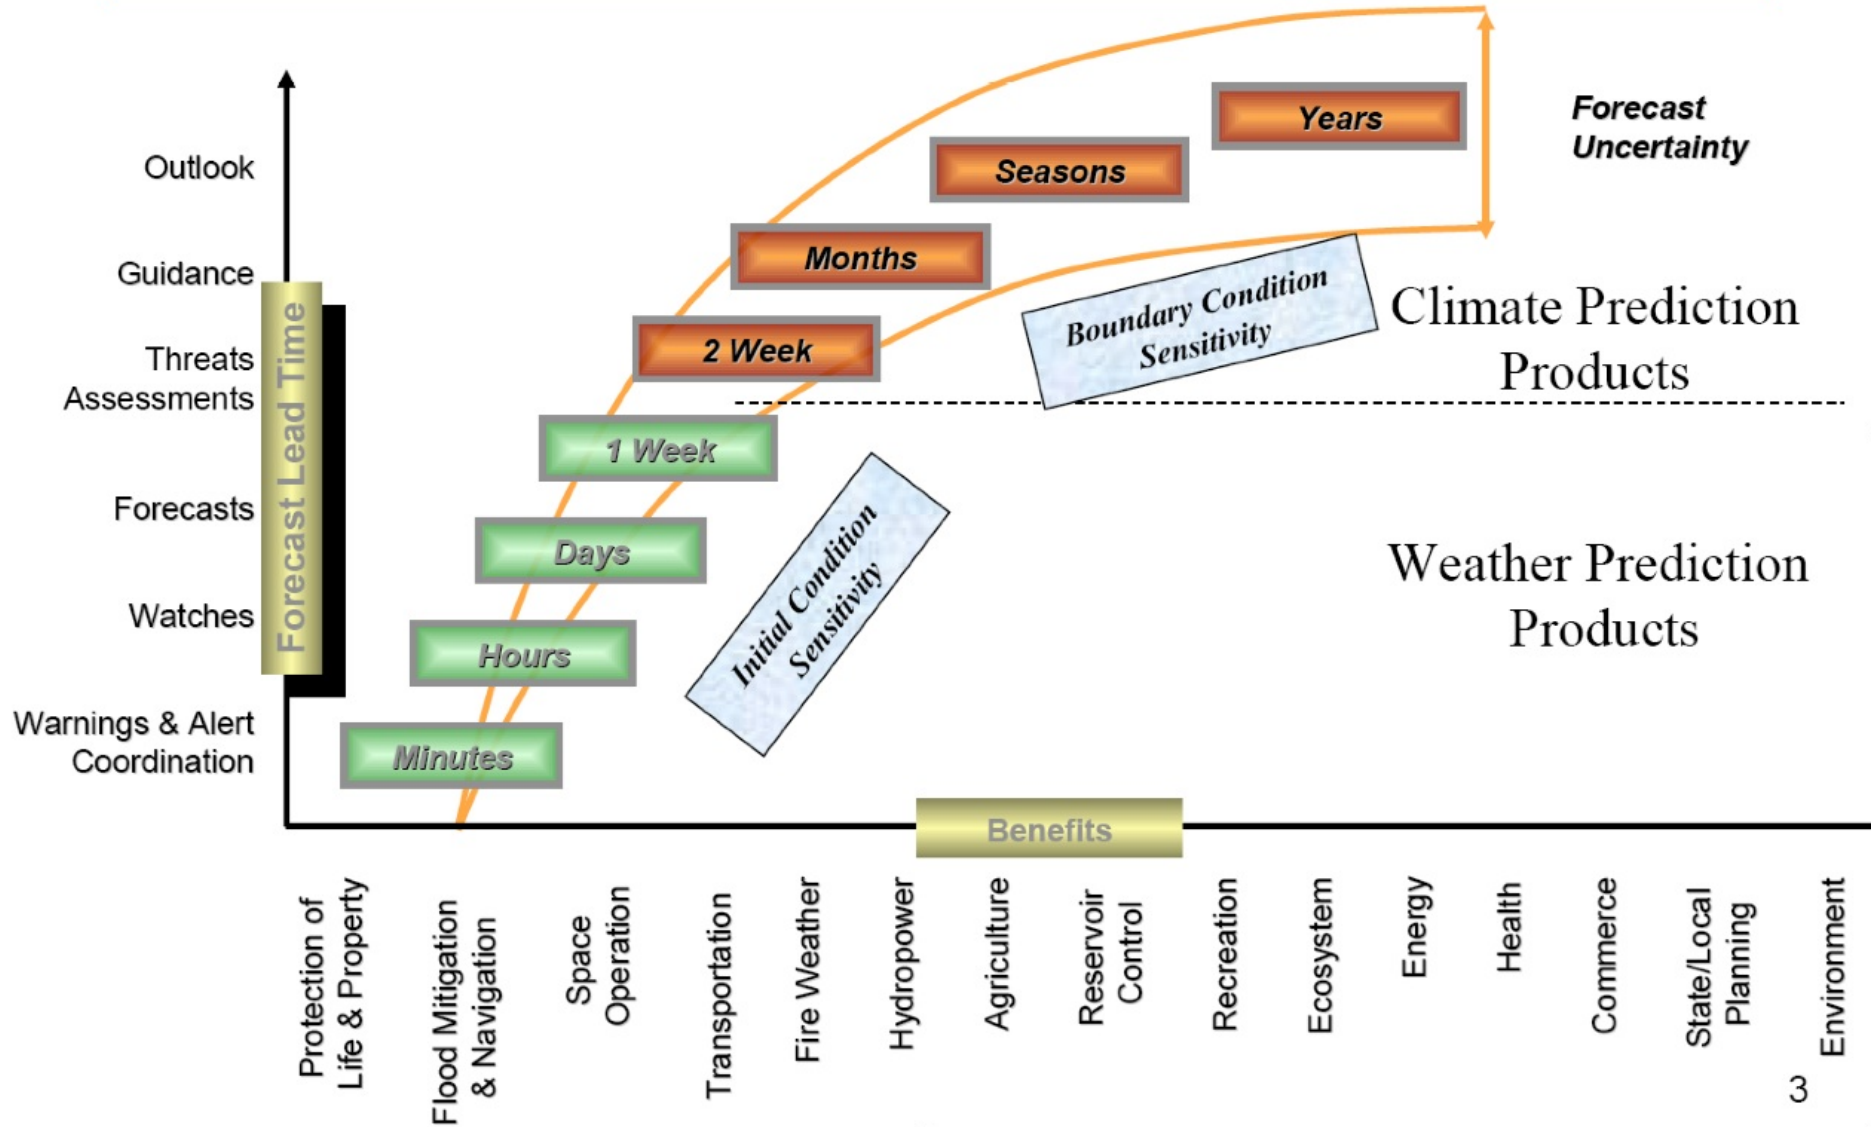 Outlook
Guidance
Threats
Assessments
Forecasts
Watches
Warnings & Alert
Coordination
Forecast Lead Time
Years
Seasons
Months
2 Week
1 Week
Days
Hours
Minutes
Forecast
Uncertainty
Boundary Condition
Sensitivity
Climate Prediction
Products
Initial Condition
Sensitivity
Weather Prediction
Products
Benefits
Protection of
Life & Property
Flood Mitigation
& Navigation
Space
Operation
Transportation
Fire Weather
Hydropower
Agriculture
Reservoir
Control
Recreation
Ecosystem
Energy
Health
Commerce
State/Local
Planning
Environment
3